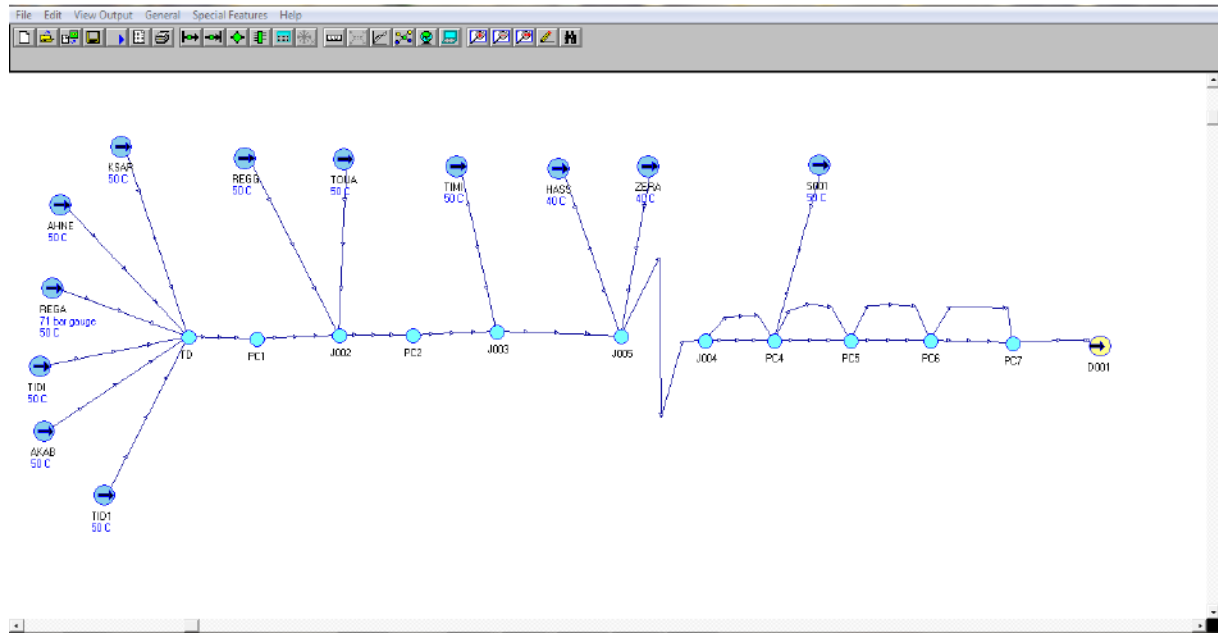 File Edit View Output General Special Features Help
KSAR
50 C
REGG
50 C
TOUA
50 C
TIMI
50 C
HASS
40 C
ZERA
40 C
S001
50 C
AHNE
50 C
REGA
71 bar gauge
50 C
TD
PC1
J002
PC2
J003
J005
J004
PC4
PC5
PC6
PC7
D001
TIDI
50 C
AKAB
50 C
TID1
50 C